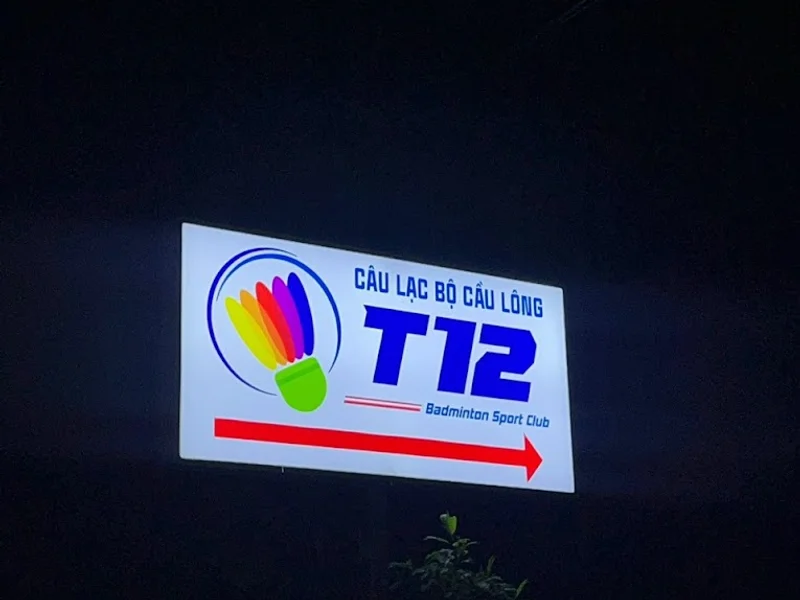 CÂU LẠC BỘ CẦU LÔNG
T12
Badminton Sport Club